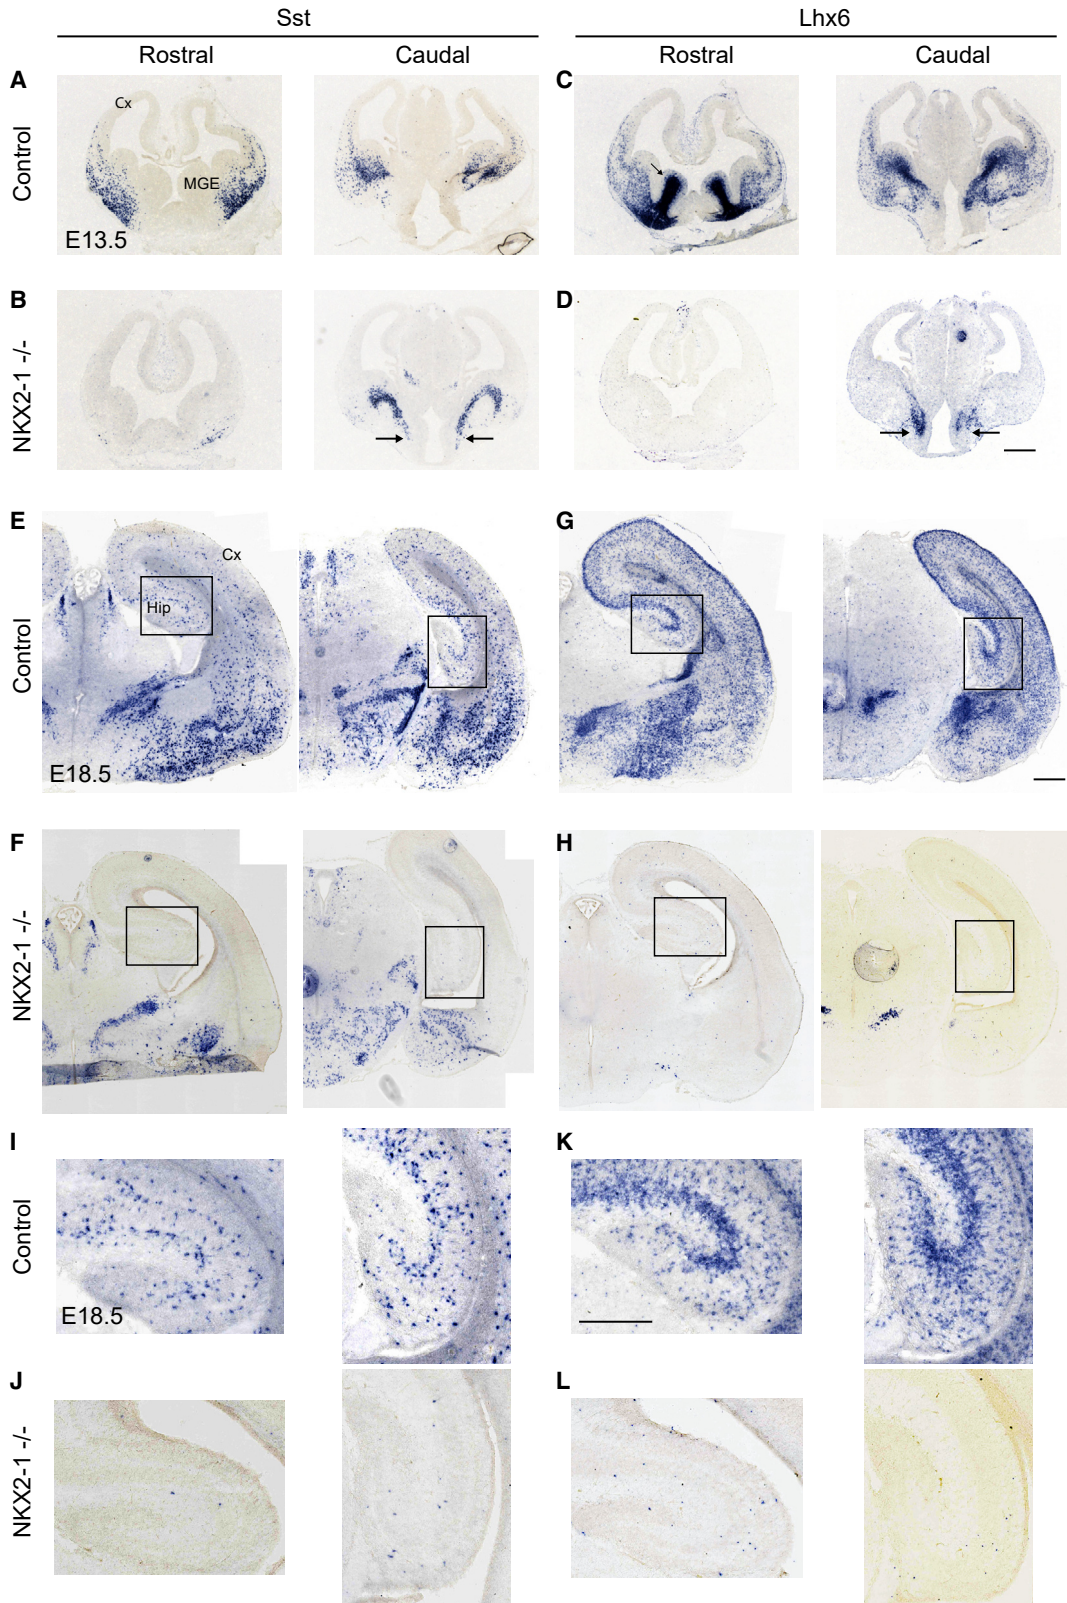 Sst Lhx6
Rostral Caudal Rostral Caudal
A C
Control
Cx
MGE
E13.5
B D
NKX2-1 -/-
E G
Control
Cx
Hip
E18.5
F H
NKX2-1 -/-
I K
Control
E18.5
J L
NKX2-1 -/-